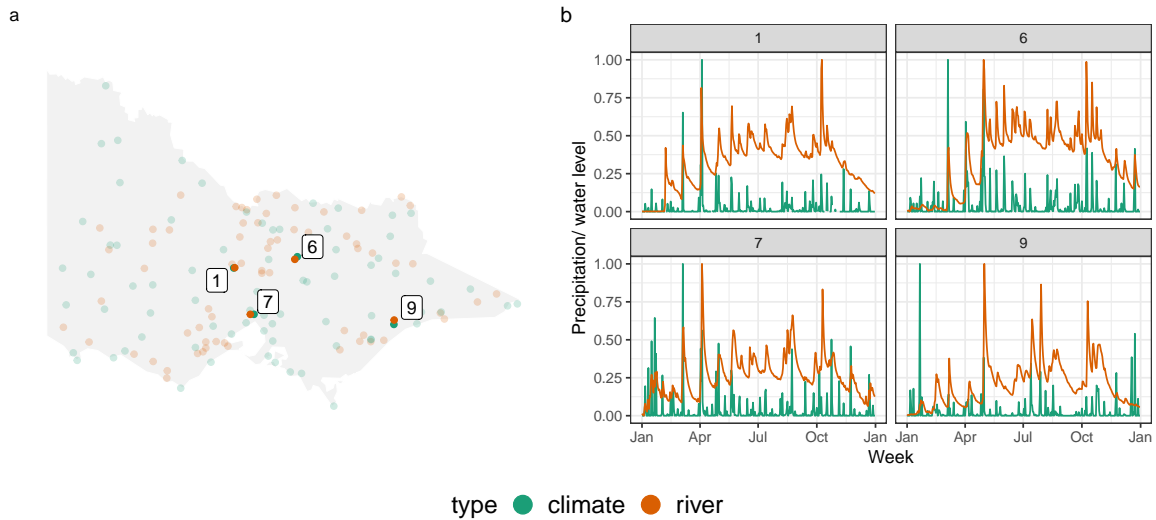 a
1
6
7
9
b
Precipitation/ water level
1
6
1.00
0.75
0.50
0.25
0.00
7
9
1.00
0.75
0.50
0.25
0.00
Jan Apr Jul Oct Jan
Jan Apr Jul Oct Jan
Week
type climate river